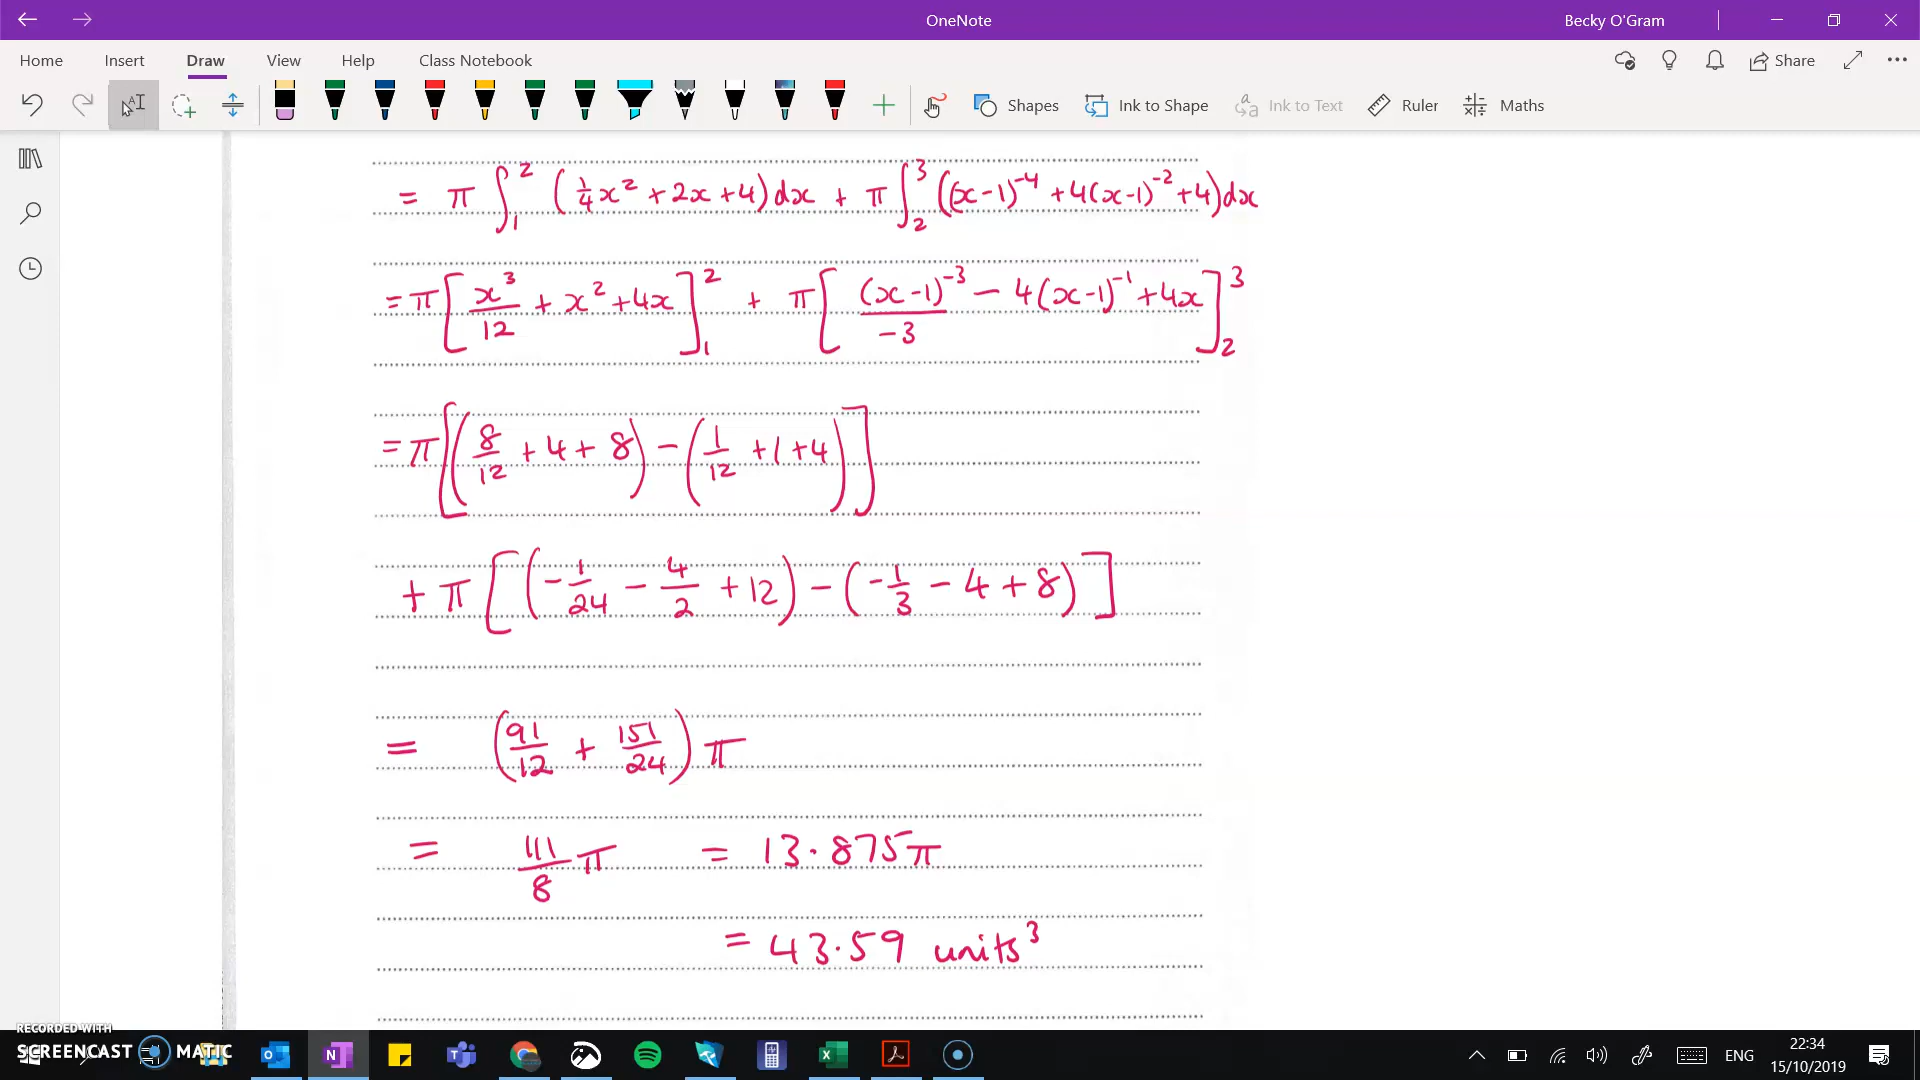 OneNote
Becky O'Gram
Home Insert Draw View Help Class Notebook Share
Shapes Ink to Shape Ink to Text Ruler Maths
= π ∫₁² (¼x² + 2x + 4) dx + π ∫₂³ ((x-1)⁻⁴ + 4(x-1)⁻² + 4) dx
= π [x³/12 + x² + 4x]₁² + π [(x-1)⁻³/-3 - 4(x-1)⁻¹ + 4x]₂³
= π [(8/12 + 4 + 8) - (1/12 + 1 + 4)]
+ π [(-1/24 - 4/2 + 12) - (-1/3 - 4 + 8)]
= (91/12 + 151/24) π
= 111/8 π = 13.875π
= 43.59 units³
RECORDED WITH
SCREENCAST MATIC
ENG
22:34
15/10/2019